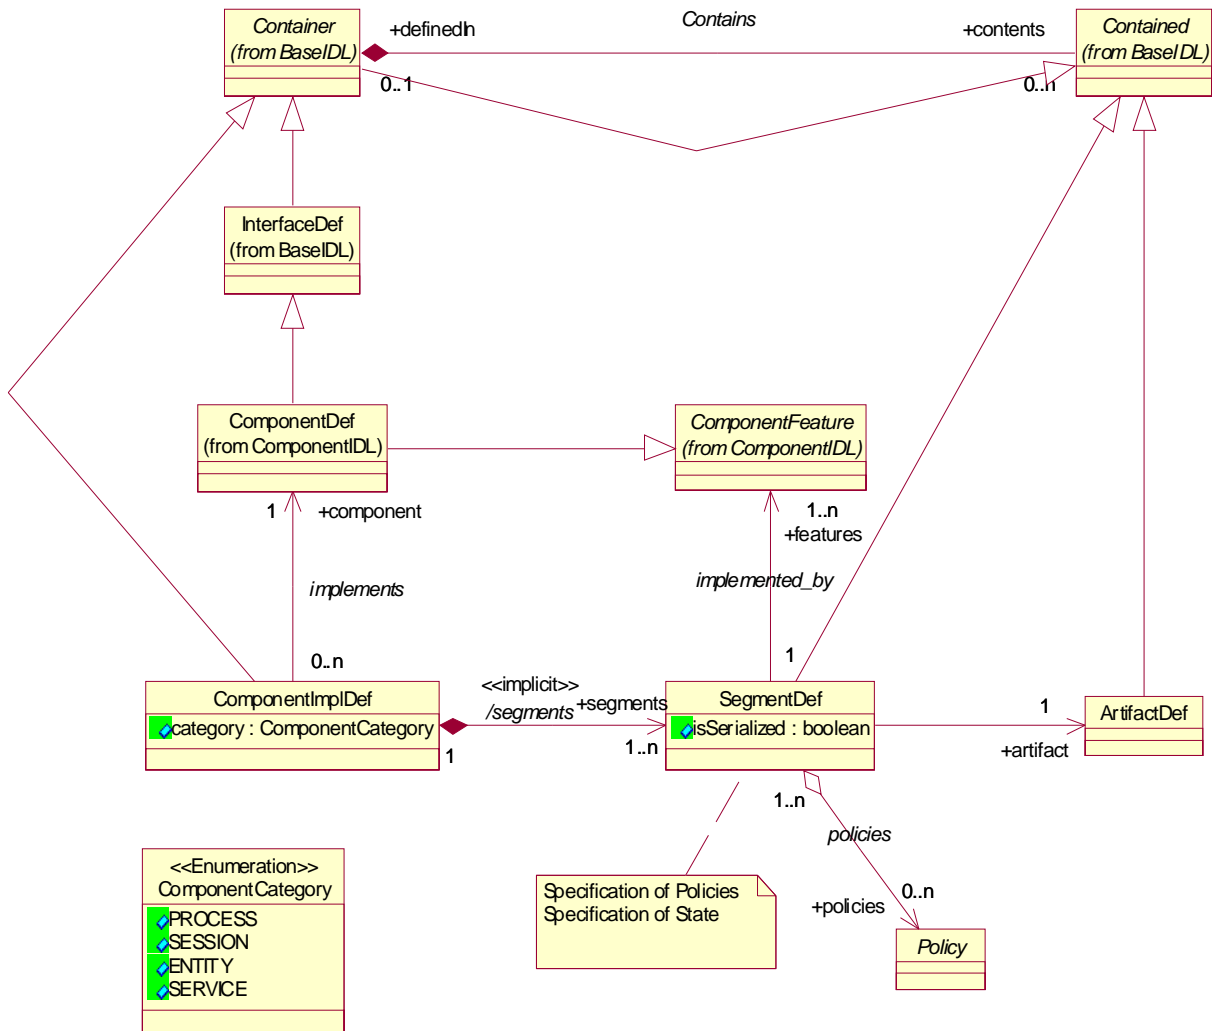 Container
(from BaseIDL)
+definedIn
Contains
+contents
Contained
(from BaseIDL)
0..1
0..n
InterfaceDef
(from BaseIDL)
ComponentDef
(from ComponentIDL)
ComponentFeature
(from ComponentIDL)
1
+component
1..n
+features
implements
implemented_by
0..n
1
ComponentImplDef
category : ComponentCategory
<<implicit>>
/segments
+segments
1
1..n
SegmentDef
isSerialized : boolean
1
+artifact
ArtifactDef
1..n
policies
0..n
+policies
Policy
<<Enumeration>>
ComponentCategory
PROCESS
SESSION
ENTITY
SERVICE
Specification of Policies
Specification of State